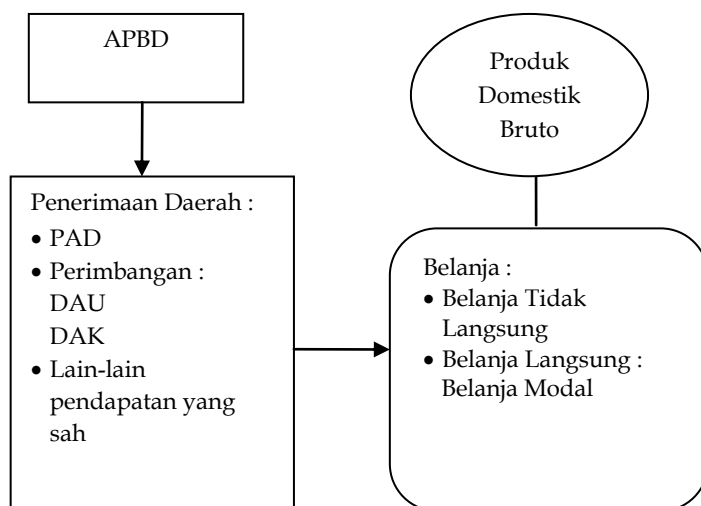 APBD
Produk
Domestik
Bruto
Penerimaan Daerah :
• PAD
• Perimbangan :
DAU
DAK
• Lain-lain
pendapatan yang
sah
Belanja :
• Belanja Tidak
Langsung
• Belanja Langsung :
Belanja Modal